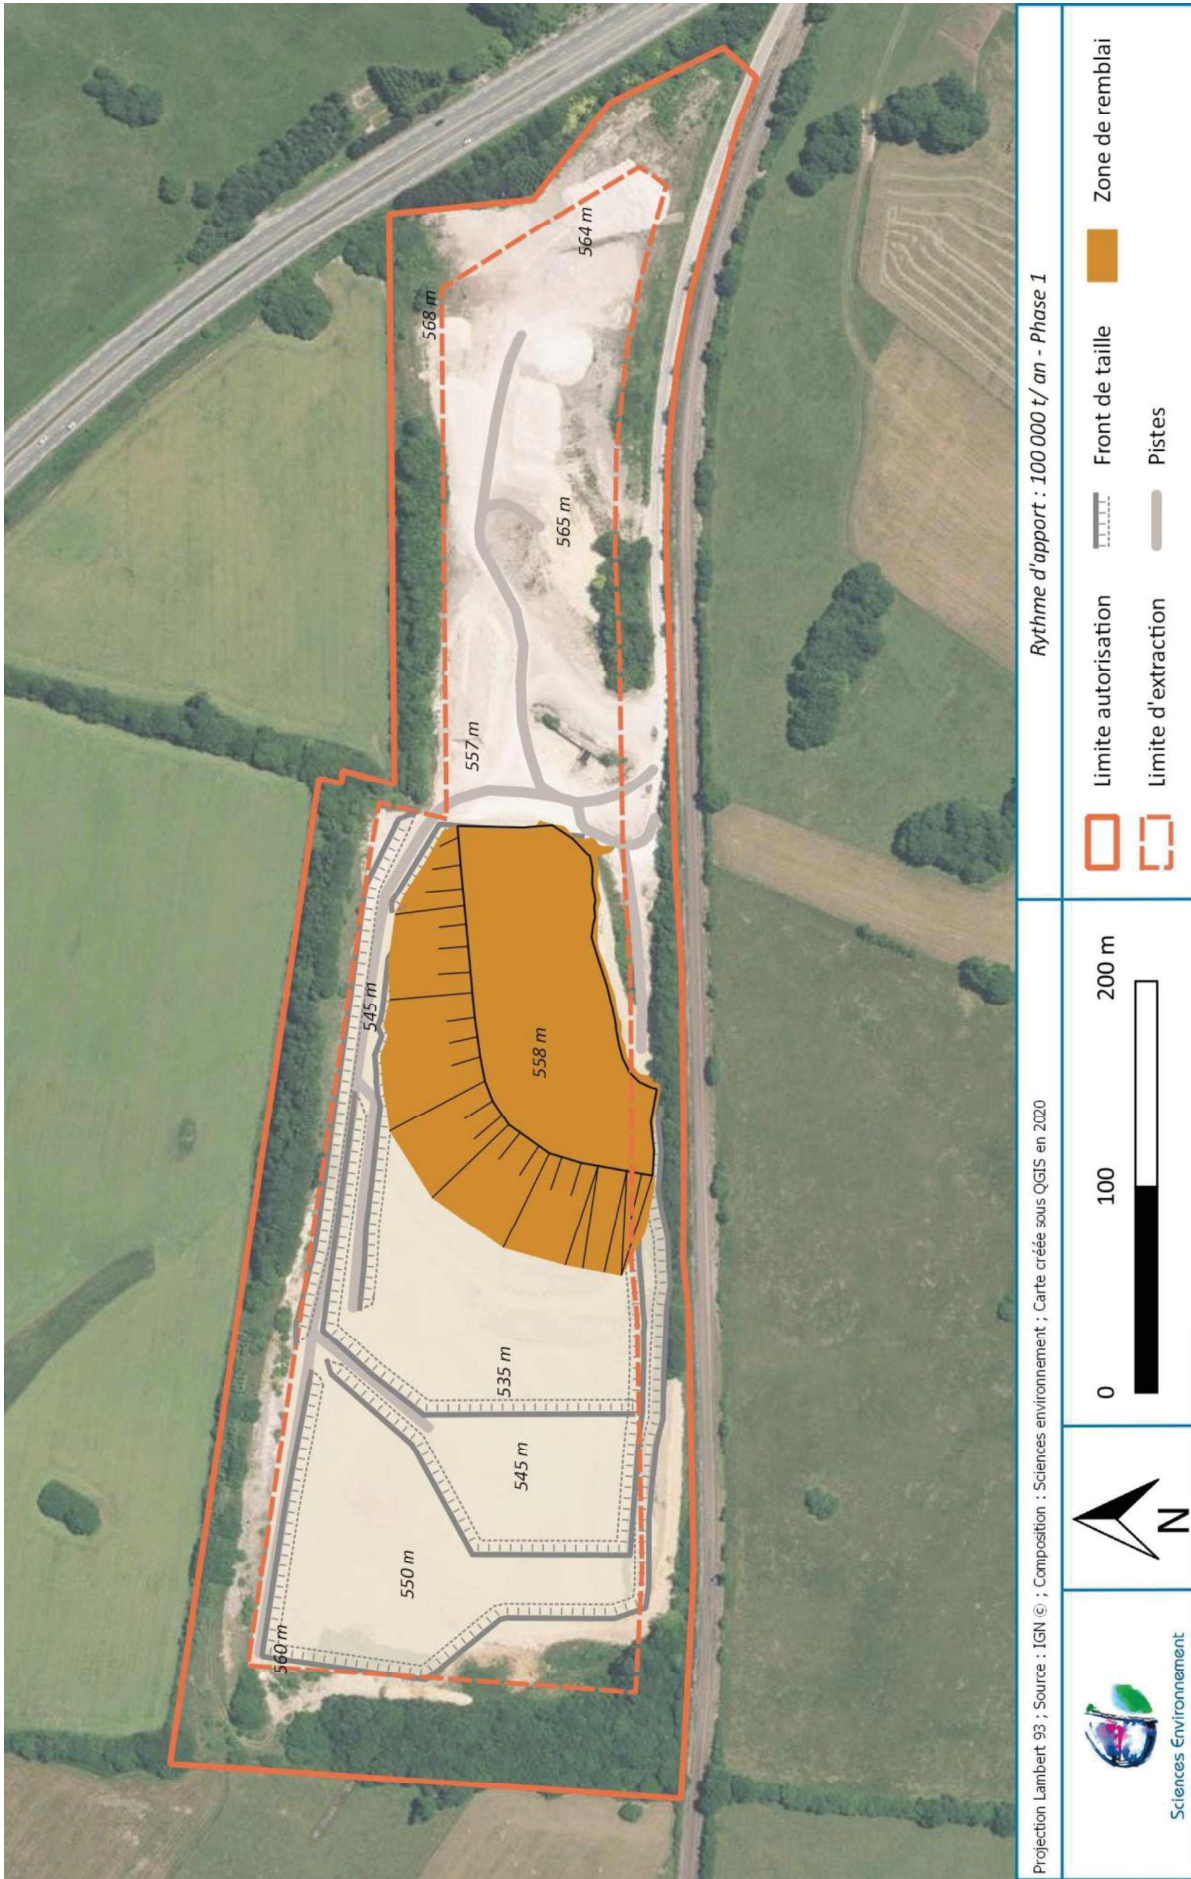 560 m
550 m
545 m
535 m
545 m
558 m
557 m
565 m
568 m
564 m
Projection Lambert 93 ; Source : IGN © ; Composition : Sciences environnement ; Carte créée sous QGIS en 2020
Rythme d'apport : 100 000 t/ an - Phase 1
Sciences Environnement
N
0 100 200 m
Limite autorisation
Front de taille
Zone de remblai
Limite d'extraction
Pistes